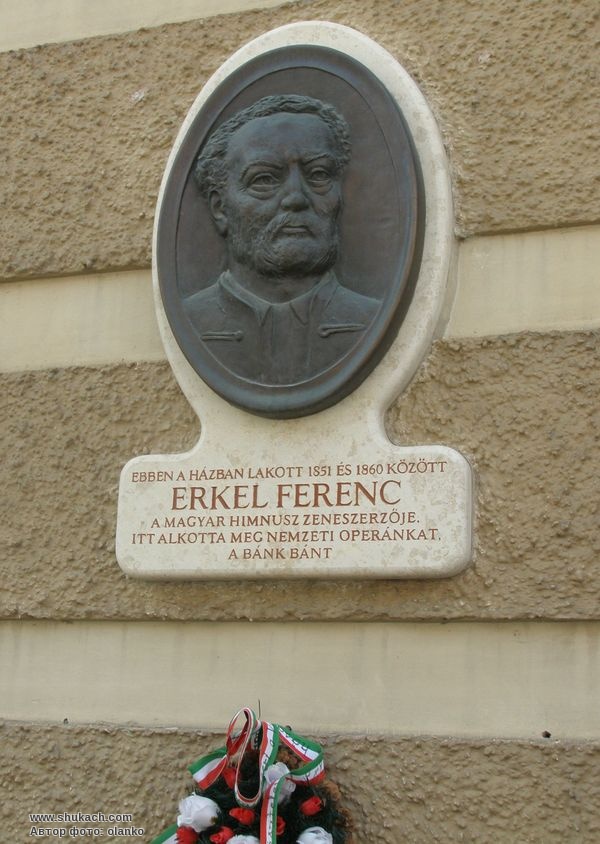 EBBEN A HÁZBAN LAKOTT 1851 ÉS 1860 KÖZÖTT
ERKEL FERENC
A MAGYAR HIMNUSZ ZENESZERZŐJE.
ITT ALKOTTA MEG NEMZETI OPERÁNKAT,
A BÁNK BÁNT
www.shukach.com
Автор фото: olanko